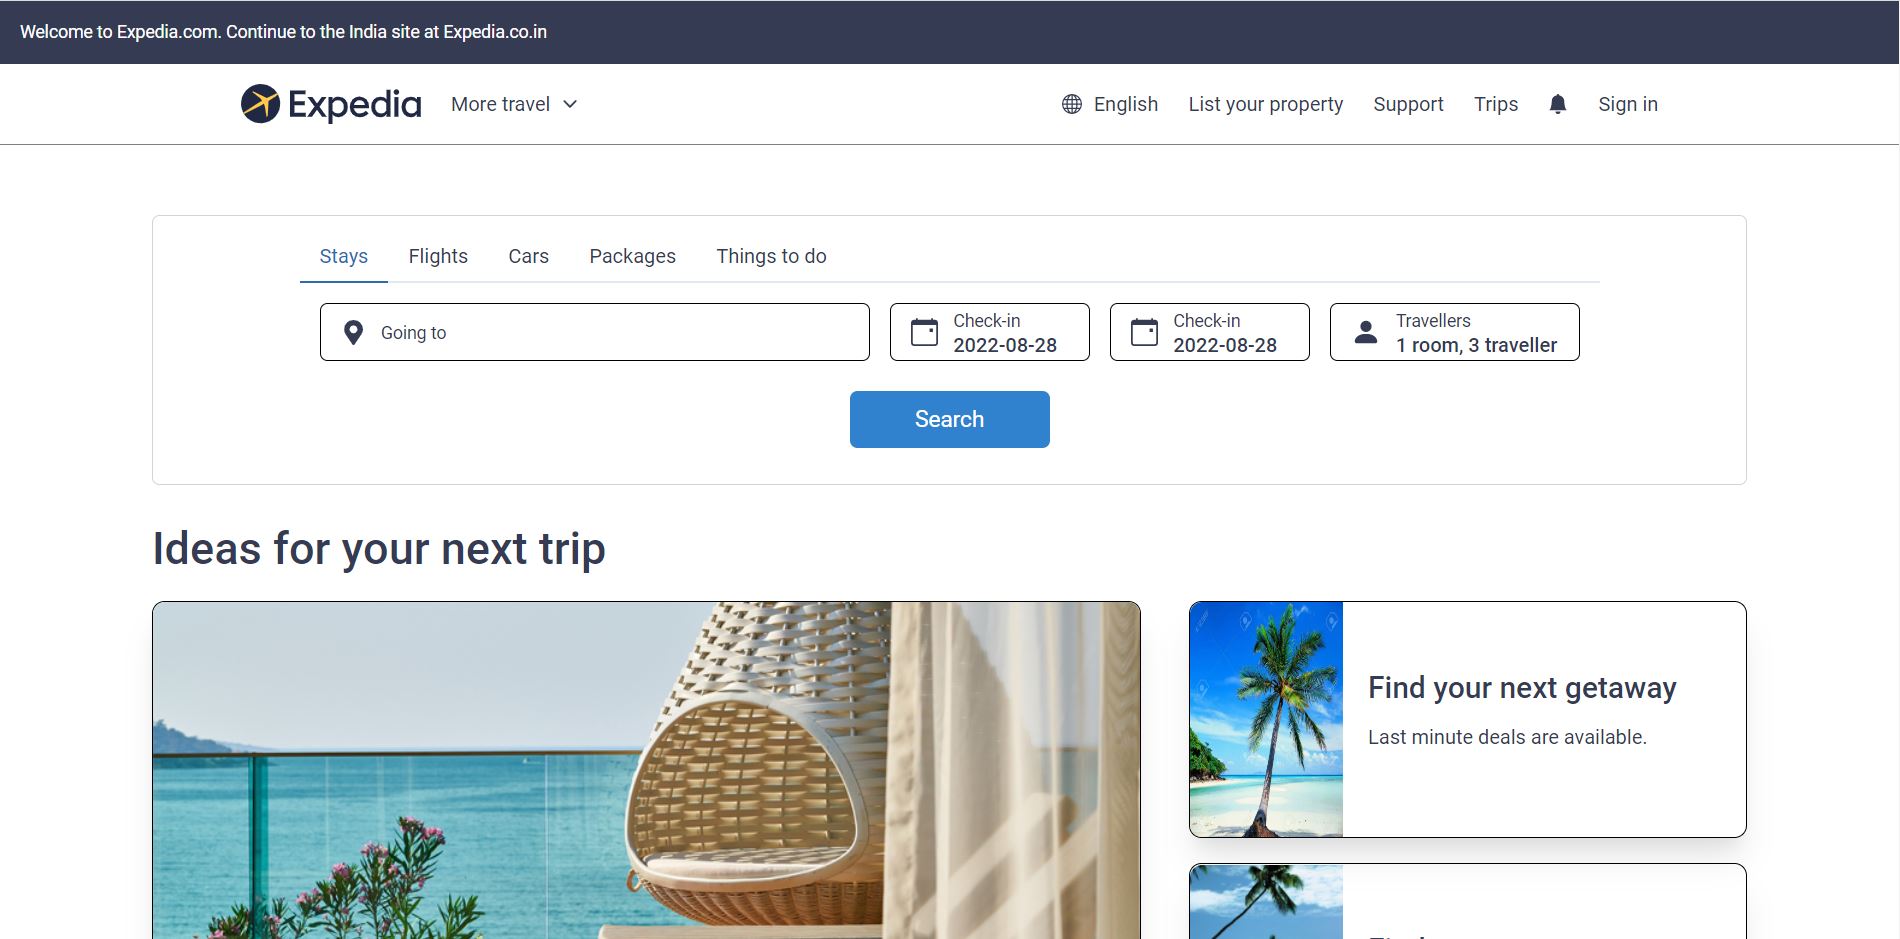 Welcome to Expedia.com. Continue to the India site at Expedia.co.in
Expedia More travel English List your property Support Trips Sign in
Stays Flights Cars Packages Things to do
Going to
Check-in
2022-08-28
Check-in
2022-08-28
Travellers
1 room, 3 traveller
Search
Ideas for your next trip
Find your next getaway
Last minute deals are available.